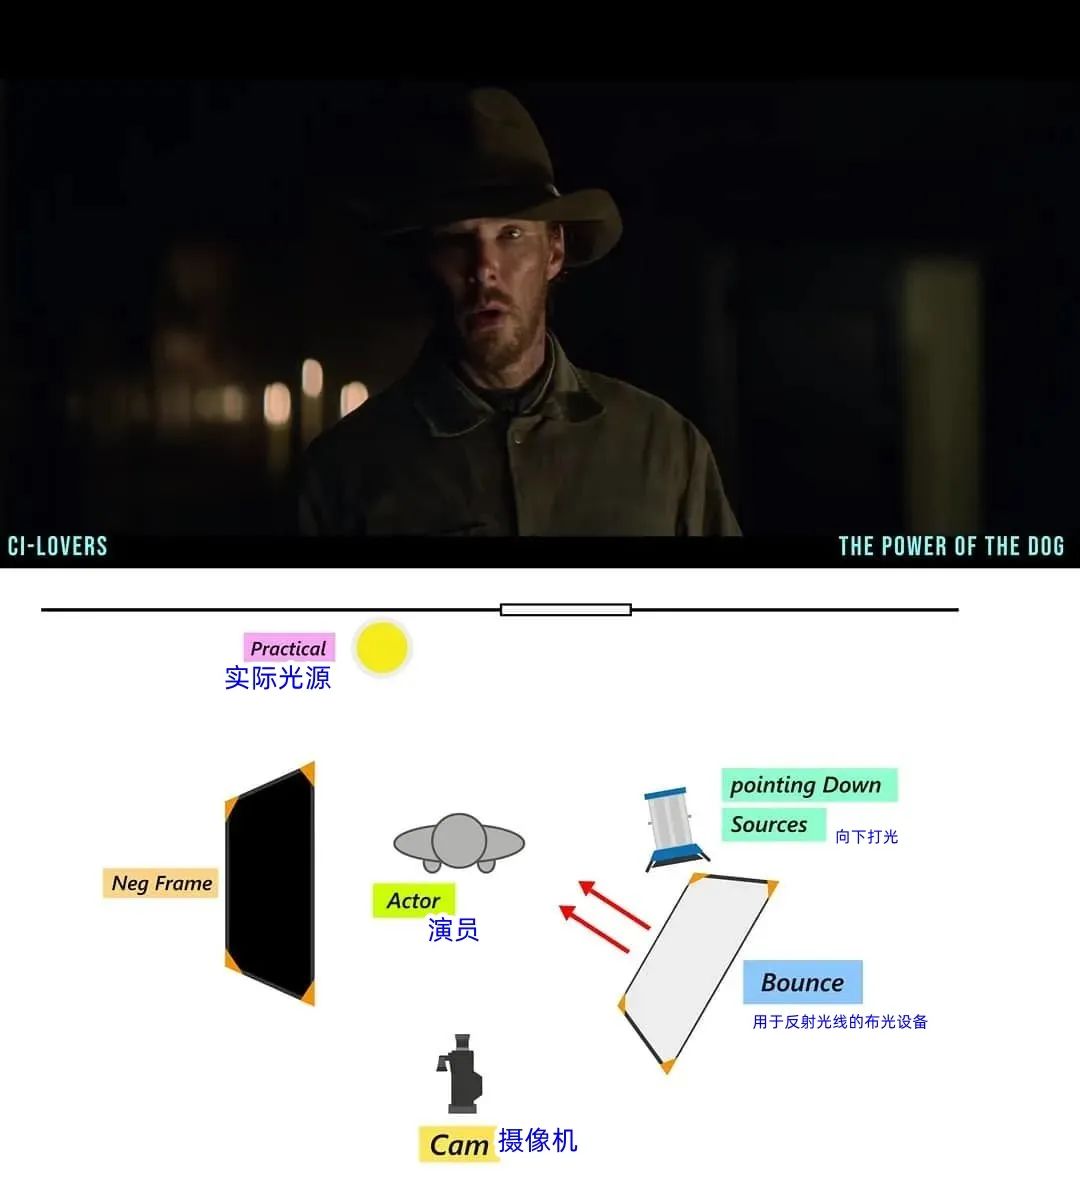 CI-LOVERS
THE POWER OF THE DOG
Practical
实际光源
pointing Down
Sources
向下打光
Neg Frame
Actor
演员
Bounce
用于反射光线的布光设备
Cam
摄像机